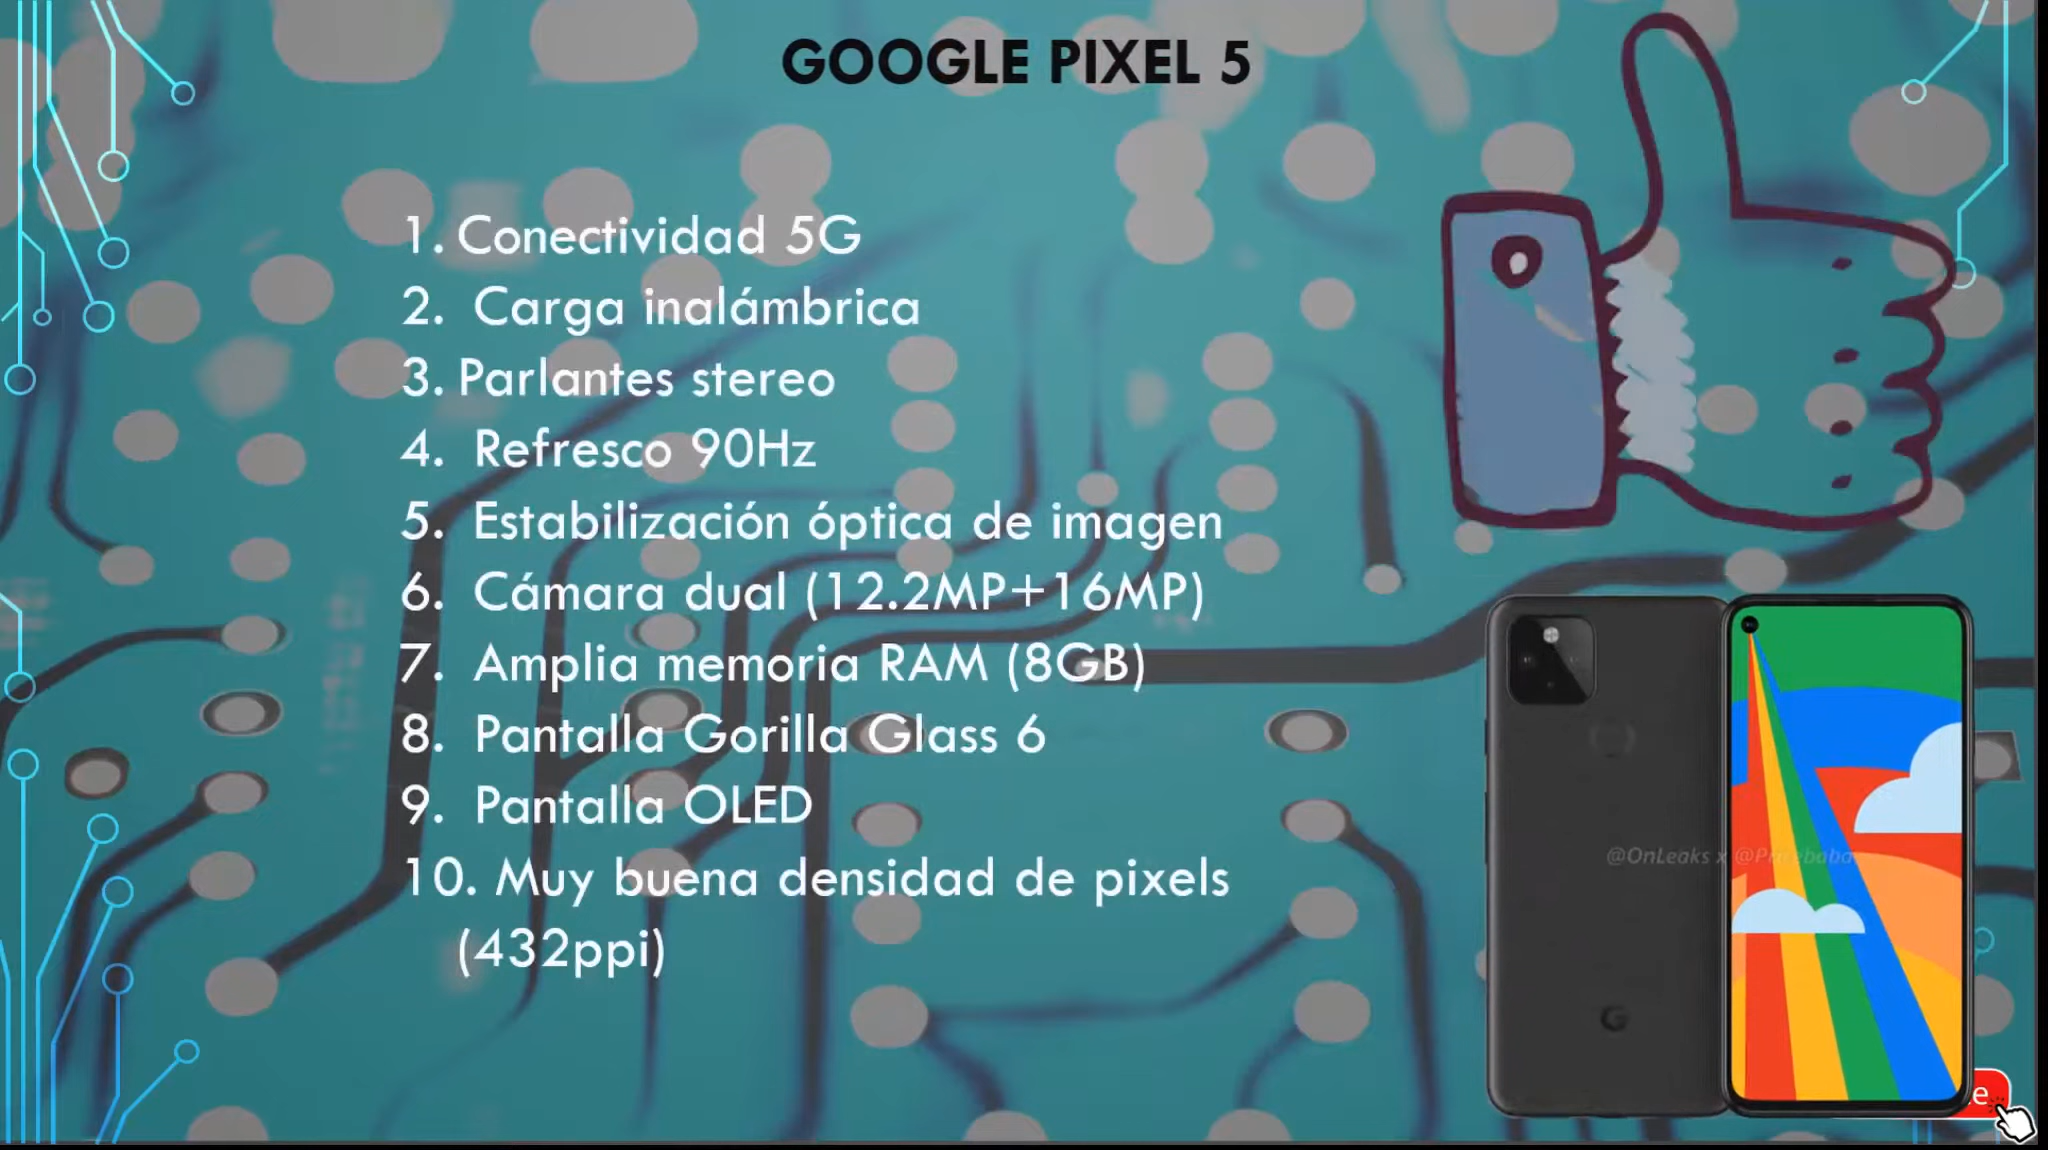 GOOGLE PIXEL 5
1. Conectividad 5G
2. Carga inalámbrica
3. Parlantes stereo
4. Refresco 90Hz
5. Estabilización óptica de imagen
6. Cámara dual (12.2MP+16MP)
7. Amplia memoria RAM (8GB)
8. Pantalla Gorilla Glass 6
9. Pantalla OLED
10. Muy buena densidad de pixels
(432ppi)
@OnLeaks x
G
e